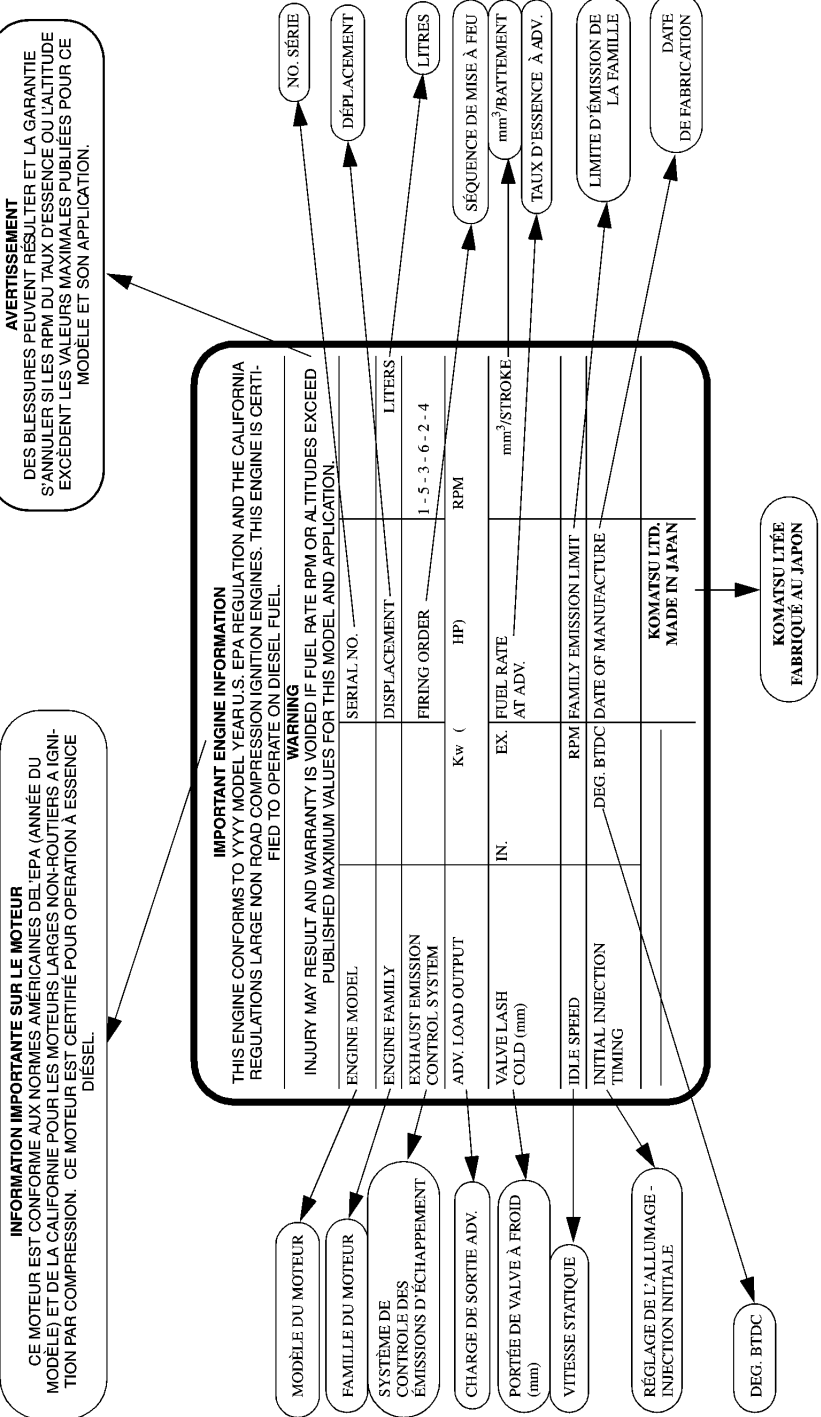 INFORMATION IMPORTANTE SUR LE MOTEUR
CE MOTEUR EST CONFORME AUX NORMES AMÉRICAINES DEL'EPA (ANNÉE DU
MODÈLE) ET DE LA CALIFORNIE POUR LES MOTEURS LARGES NON-ROUTIERS A IGNI-
TION PAR COMPRESSION. CE MOTEUR EST CERTIFIÉ POUR OPERATION À ESSENCE
DIÉSEL.
AVERTISSEMENT
DES BLESSURES PEUVENT RÉSULTER ET LA GARANTIE
S'ANNULER SI LES RPM DU TAUX D'ESSENCE OU L'ALTITUDE
EXCÈDENT LES VALEURS MAXIMALES PUBLIÉES POUR CE
MODÈLE ET SON APPLICATION.
IMPORTANT ENGINE INFORMATION
THIS ENGINE CONFORMS TO YYYY MODEL YEAR U.S. EPA REGULATION AND THE CALIFORNIA
REGULATIONS LARGE NON ROAD COMPRESSION IGNITION ENGINES. THIS ENGINE IS CERTI-
FIED TO OPERATE ON DIESEL FUEL.
WARNING
INJURY MAY RESULT AND WARRANTY IS VOIDED IF FUEL RATE RPM OR ALTITUDES EXCEED
PUBLISHED MAXIMUM VALUES FOR THIS MODEL AND APPLICATION.
ENGINE MODEL SERIAL NO.
ENGINE FAMILY DISPLACEMENT LITERS
EXHAUST EMISSION
CONTROL SYSTEM FIRING ORDER 1 - 5 - 3 - 6 - 2 - 4
ADV. LOAD OUTPUT Kw ( HP) RPM
VALVE LASH
COLD (mm) IN. EX. FUEL RATE
AT ADV. mm³/STROKE
IDLE SPEED RPM FAMILY EMISSION LIMIT
INITIAL INJECTION
TIMING DEG. BTDC DATE OF MANUFACTURE
KOMATSU LTD.
MADE IN JAPAN
MODÈLE DU MOTEUR
FAMILLE DU MOTEUR
SYSTÈME DE
CONTROLE DES
ÉMISSIONS D'ÉCHAPPEMENT
CHARGE DE SORTIE ADV.
PORTÉE DE VALVE À FROID
(mm)
VITESSE STATIQUE
RÉGLAGE DE L'ALLUMAGE -
INJECTION INITIALE
DEG. BTDC
NO. SÉRIE
DÉPLACEMENT
LITRES
SÉQUENCE DE MISE À FEU
mm³/BATTEMENT
TAUX D'ESSENCE À ADV.
LIMITE D'ÉMISSION DE
LA FAMILLE
DATE
DE FABRICATION
KOMATSU LTÉE
FABRIQUÉ AU JAPON